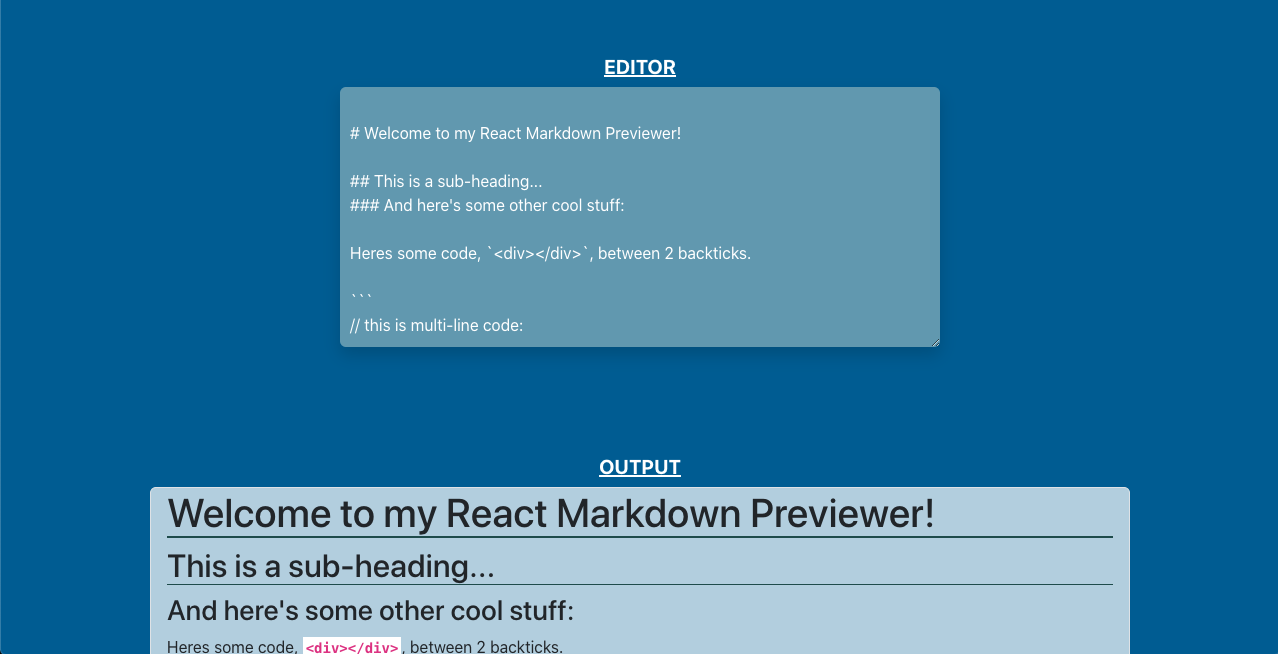 EDITOR
# Welcome to my React Markdown Previewer!
## This is a sub-heading...
### And here's some other cool stuff:
Heres some code, `<div></div>`, between 2 backticks.
```
// this is multi-line code:
OUTPUT
Welcome to my React Markdown Previewer!
This is a sub-heading...
And here's some other cool stuff:
Heres some code, <div></div>, between 2 backticks.